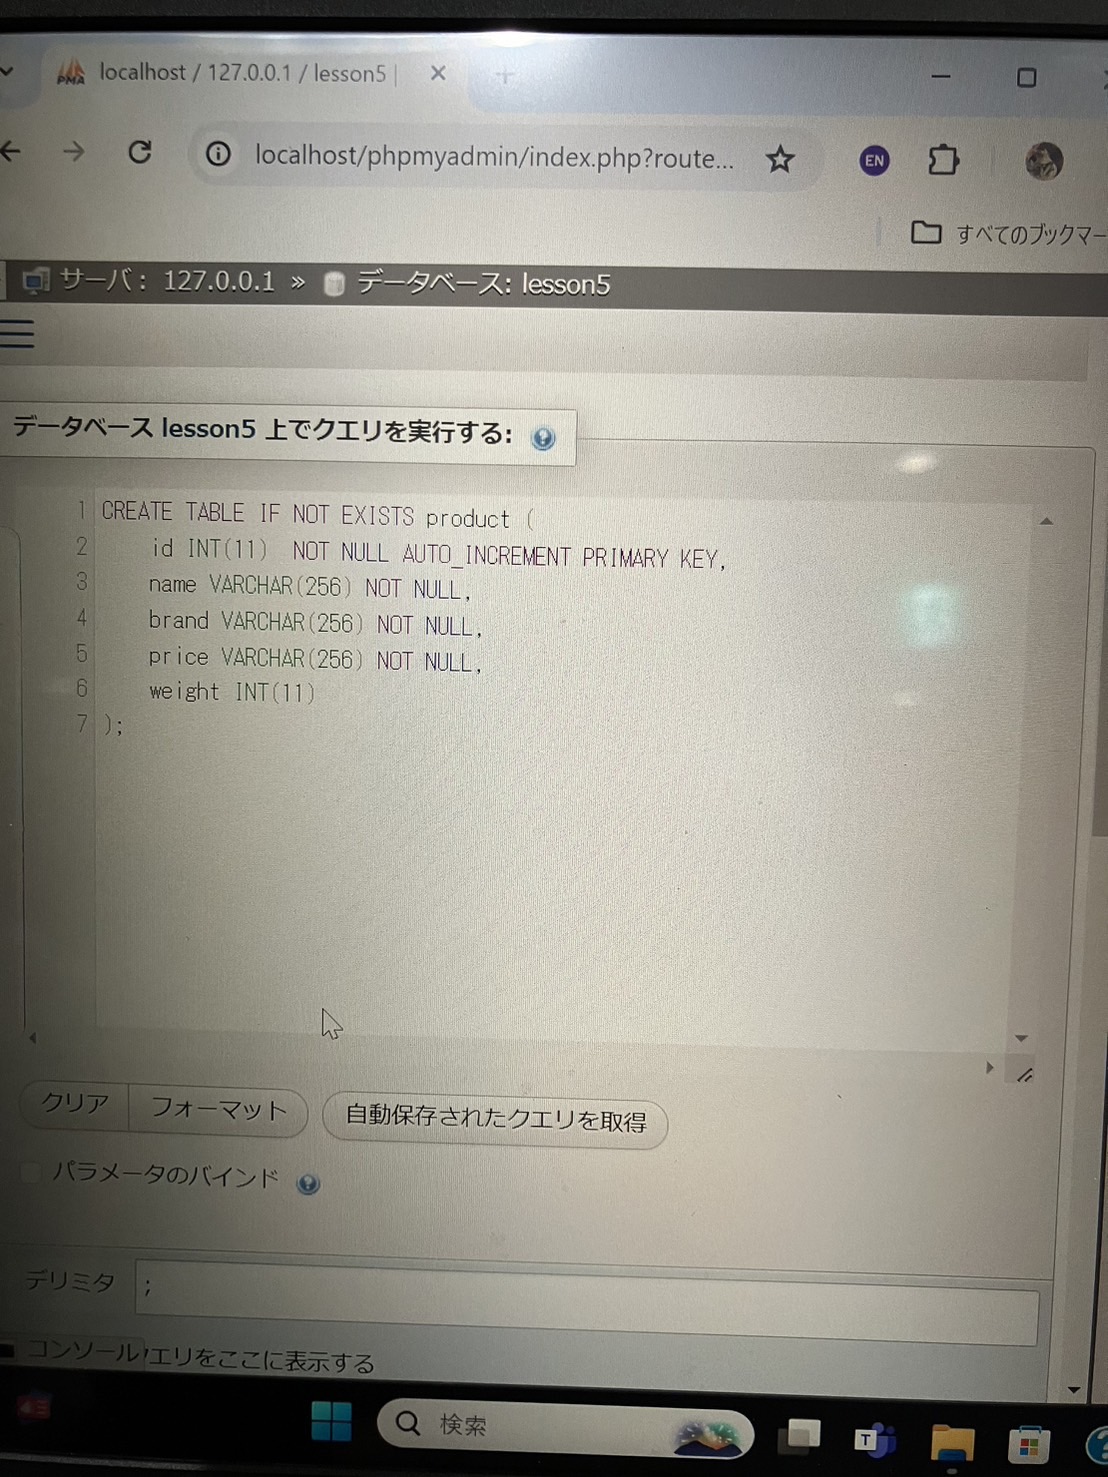 PMA localhost / 127.0.0.1 / lesson5 |
localhost/phpmyadmin/index.php?route... EN
すべてのブックマー
サーバ: 127.0.0.1 » データベース: lesson5
データベース lesson5 上でクエリを実行する:
1 CREATE TABLE IF NOT EXISTS product (
2 id INT(11)  NOT NULL AUTO_INCREMENT PRIMARY KEY,
3 name VARCHAR(256) NOT NULL,
4 brand VARCHAR(256) NOT NULL,
5 price VARCHAR(256) NOT NULL,
6 weight INT(11)
7 );
クリア フォーマット 自動保存されたクエリを取得
パラメータのバインド
デリミタ ;
コンソール エリをここに表示する
検索 T